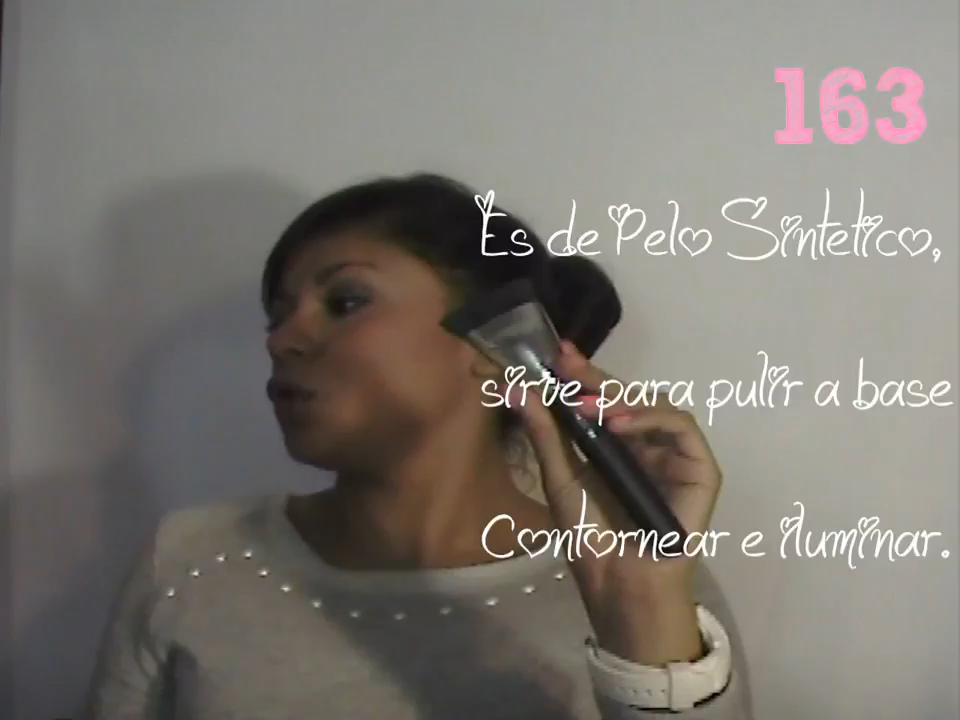 163
Es de Pelo Sintetico,
sirve para pulir a base
Contornear e iluminar.